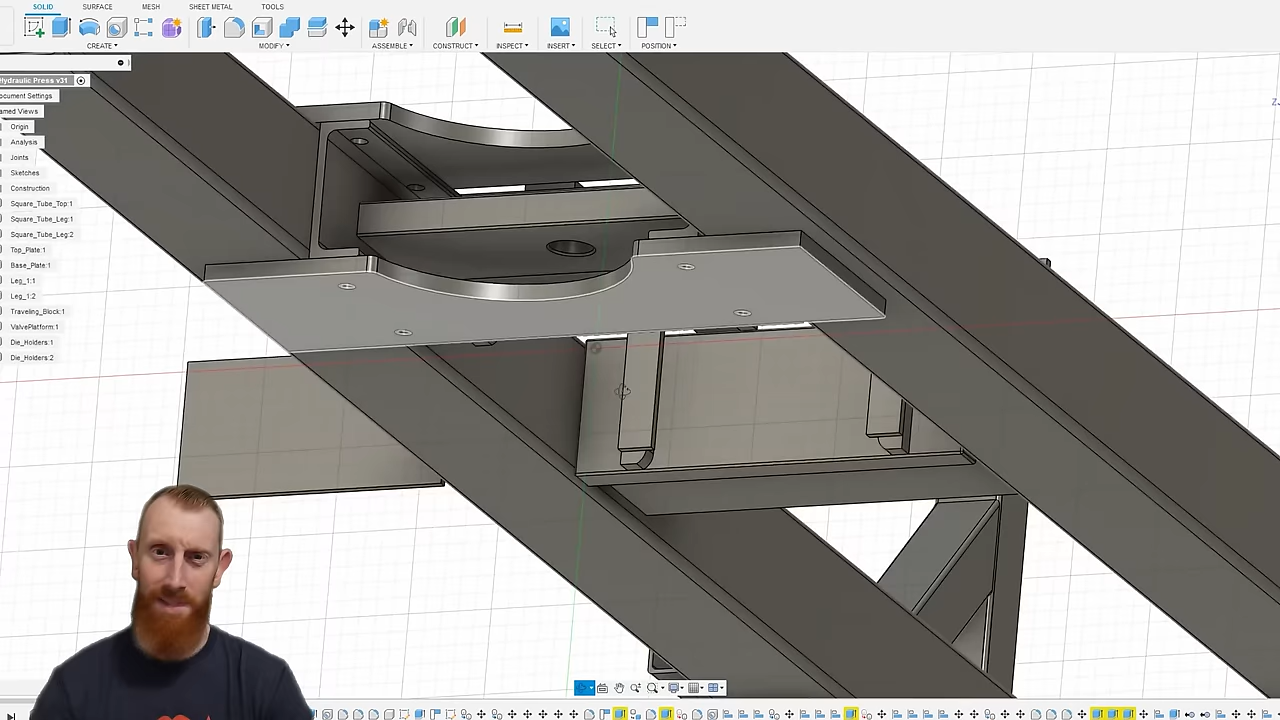 SOLID SURFACE MESH SHEET METAL TOOLS
CREATE MODIFY ASSEMBLE CONSTRUCT INSPECT INSERT SELECT POSITION
Hydraulic Press v31
ocument Settings
amed Views
Origin
Analysis
Joints
Sketches
Construction
Square_Tube_Top:1
Square_Tube_Leg:1
Square_Tube_Leg:2
Top_Plate:1
Base_Plate:1
Leg_1:1
Leg_1:2
Traveling_Block:1
ValvePlatform:1
Die_Holders:1
Die_Holders:2